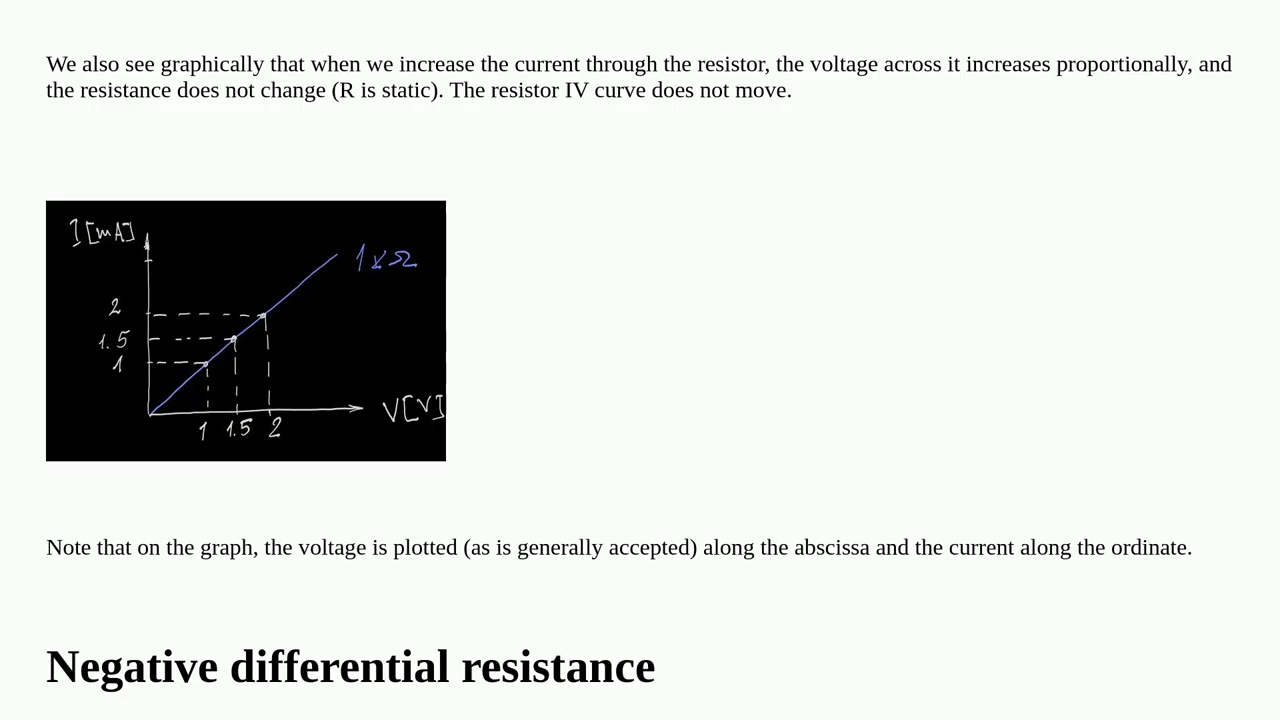 We also see graphically that when we increase the current through the resistor, the voltage across it increases proportionally, and
the resistance does not change (R is static). The resistor IV curve does not move.
I[mA]
1kΩ
2
1.5
1
V[V]
1 1.5 2
Note that on the graph, the voltage is plotted (as is generally accepted) along the abscissa and the current along the ordinate.
Negative differential resistance